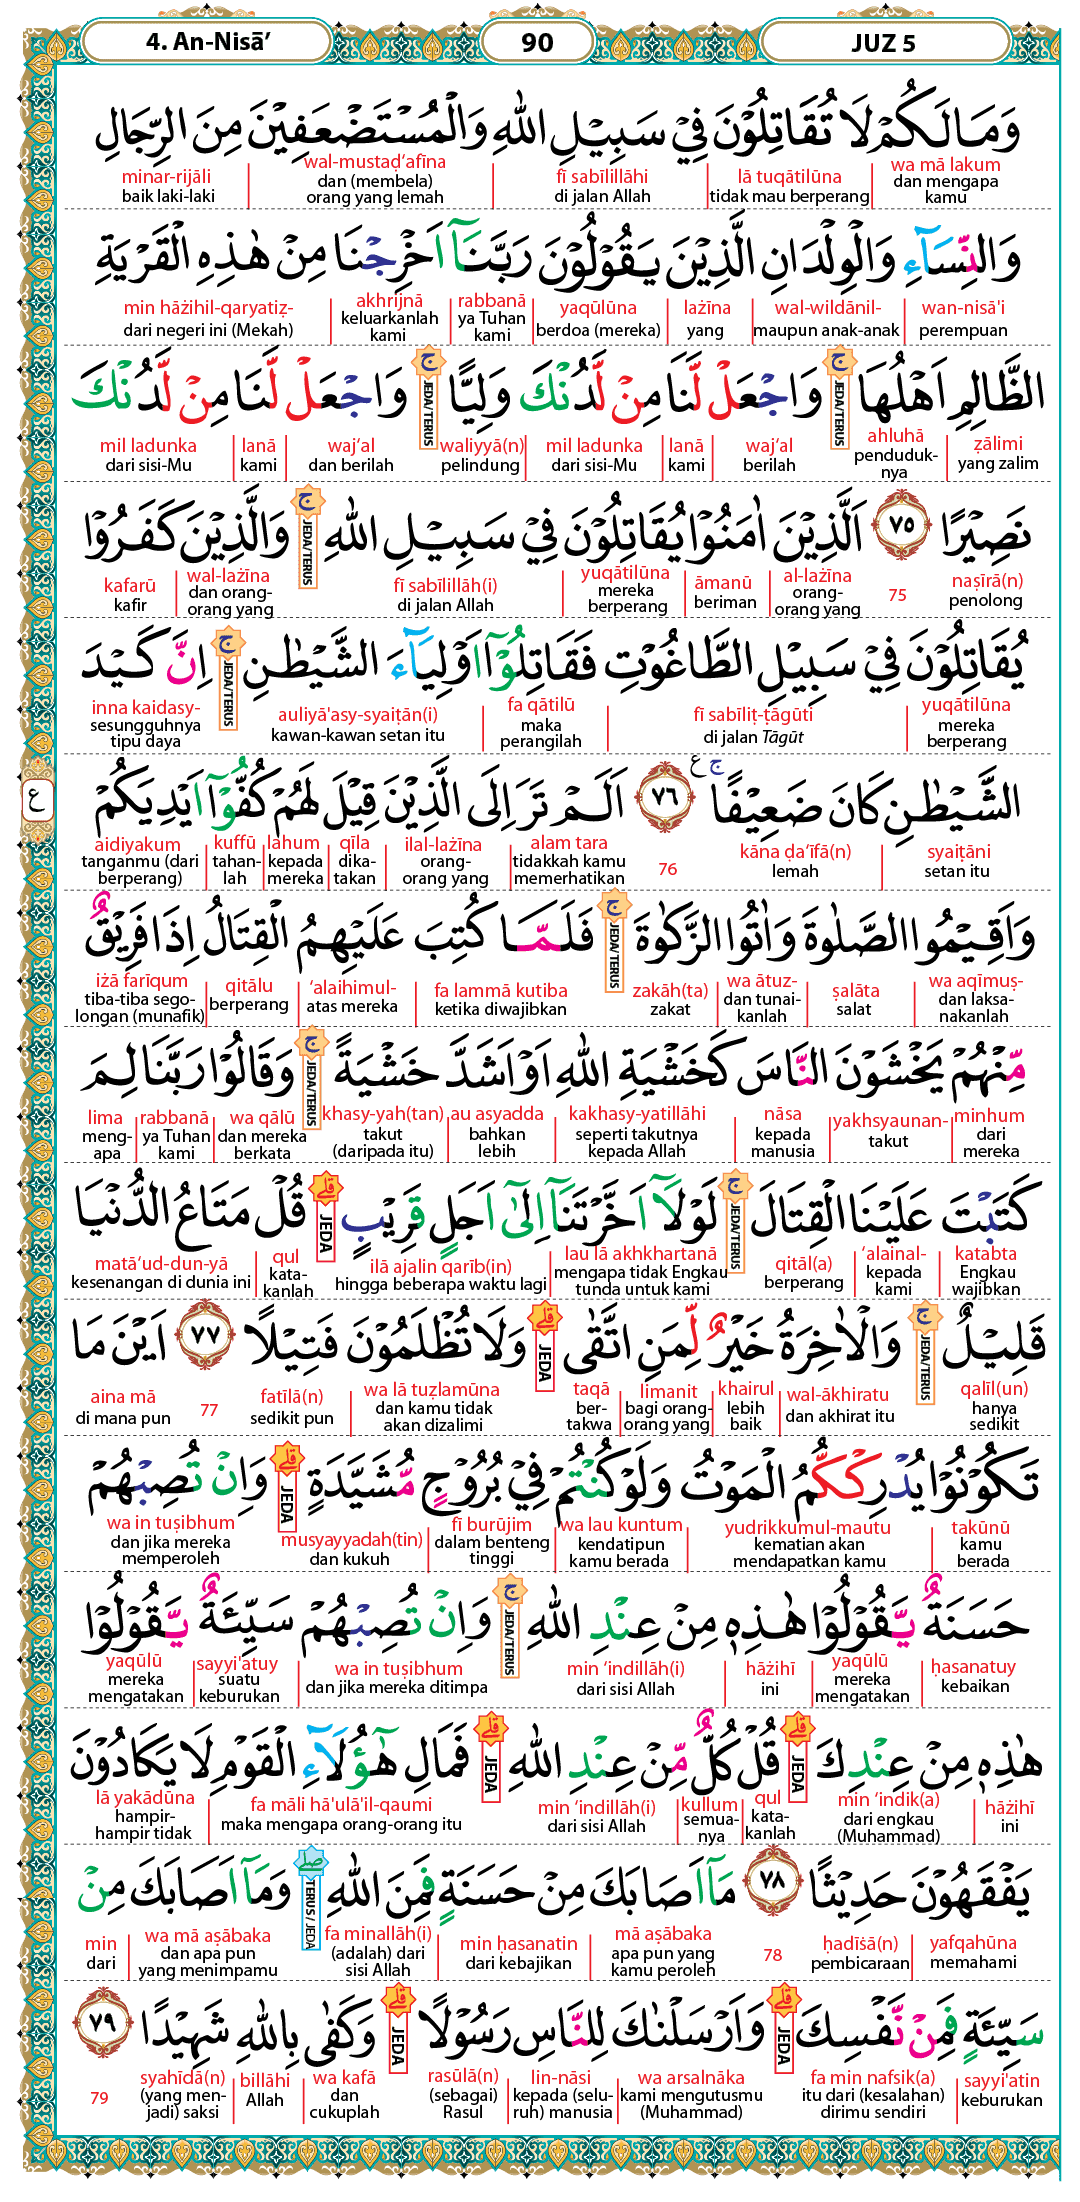 4. An-Nisā’ 90 JUZ 5
وَمَا لَكُمْ لَا تُقَاتِلُوْنَ فِيْ سَبِيْلِ اللّٰهِ وَالْمُسْتَضْعَفِيْنَ مِنَ الرِّجَالِ
wa mā lakum lā tuqātilūna fī sabīlillāhi wal-mustaḍ‘afīna minar-rijāli
dan mengapa kamu tidak mau berperang di jalan Allah dan (membela) orang yang lemah baik laki-laki
وَالنِّسَاۤءِ وَالْوِلْدَانِ الَّذِيْنَ يَقُوْلُوْنَ رَبَّنَآ اَخْرِجْنَا مِنْ هٰذِهِ الْقَرْيَةِ
wan-nisā'i wal-wildānil- lażīna yaqūlūna rabbanā akhrijnā min hāżihil-qaryatiẓ-
perempuan maupun anak-anak yang berdoa (mereka) ya Tuhan kami keluarkanlah kami dari negeri ini (Mekah)
الظَّالِمِ اَهْلُهَا ۚ وَاجْعَلْ لَّنَا مِنْ لَّدُنْكَ وَلِيًّا ۚ وَاجْعَلْ لَّنَا مِنْ لَّدُنْكَ
JEDA/TERUS JEDA/TERUS
ẓālimi ahluhā waj‘al lanā mil ladunka waliyyā(n) waj‘al lanā mil ladunka
yang zalim penduduk-nya berilah kami dari sisi-Mu pelindung dan berilah kami dari sisi-Mu
نَصِيْرًا ٧٥ اَلَّذِيْنَ اٰمَنُوْا يُقَاتِلُوْنَ فِيْ سَبِيْلِ اللّٰهِ ۚ وَالَّذِيْنَ كَفَرُوْا
JEDA/TERUS
naṣīrā(n) 75 al-lażīna āmanū yuqātilūna fī sabīlillāh(i) wal-lażīna kafarū
penolong orang-orang yang beriman mereka berperang di jalan Allah dan orang-orang yang kafir
يُقَاتِلُوْنَ فِيْ سَبِيْلِ الطَّاغُوْتِ فَقَاتِلُوْٓا اَوْلِيَاۤءَ الشَّيْطٰنِ ۚ اِنَّ كَيْدَ
JEDA/TERUS
yuqātilūna fī sabīliṭ-ṭāgūti fa qātilū auliyā'asy-syaiṭān(i) inna kaidasy-
mereka berperang di jalan Tāgūt maka perangilah kawan-kawan setan itu sesungguhnya tipu daya
الشَّيْطٰنِ كَانَ ضَعِيْفًا ۚ ع ٧٦ اَلَمْ تَرَ اِلَى الَّذِيْنَ قِيْلَ لَهُمْ كُفُّوْٓا اَيْدِيَكُمْ
ع
syaiṭāni kāna ḍa‘īfā(n) 76 alam tara ilal-lażīna qīla lahum kuffū aidiyakum
setan itu lemah tidakkah kamu memerhatikan orang-orang yang dika-takan kepada mereka tahan-lah tanganmu (dari berperang)
وَاَقِيْمُوا الصَّلٰوةَ وَاٰتُوا الزَّكٰوةَ ۚ فَلَمَّا كُتِبَ عَلَيْهِمُ الْقِتَالُ اِذَا فَرِيْقٌ
JEDA/TERUS
wa aqīmuṣ- ṣalāta wa ātuz- zakāh(ta) fa lammā kutiba ‘alaihimul- qitālu iżā farīqum
dan laksa-nakanlah salat dan tunai-kanlah zakat ketika diwajibkan atas mereka berperang tiba-tiba sego-longan (munafik)
مِّنْهُمْ يَخْشَوْنَ النَّاسَ كَخَشْيَةِ اللّٰهِ اَوْ اَشَدَّ خَشْيَةً ۚ وَقَالُوْا رَبَّنَا لِمَ
JEDA/TERUS
minhum yakhsyaunan- nāsa kakhasy-yatillāhi au asyadda khasy-yah(tan) wa qālū rabbanā lima
dari mereka takut kepada manusia seperti takutnya kepada Allah bahkan lebih takut (daripada itu) dan mereka berkata ya Tuhan kami meng-apa
كَتَبْتَ عَلَيْنَا الْقِتَالَ ۚ لَوْلَآ اَخَّرْتَنَآ اِلٰٓى اَجَلٍ قَرِيْبٍ ۗ قُلْ مَتَاعُ الدُّنْيَا
JEDA/TERUS JEDA
katabta ‘alainal- qitāl(a) lau lā akhkhartanā ilā ajalin qarīb(in) qul matā‘ud-dun-yā
Engkau wajibkan kepada kami berperang mengapa tidak Engkau tunda untuk kami hingga beberapa waktu lagi kata-kanlah kesenangan di dunia ini
قَلِيْلٌ ۚ وَالْاٰخِرَةُ خَيْرٌ لِّمَنِ اتَّقٰى ۗ وَلَا تُظْلَمُوْنَ فَتِيْلًا ٧٧ اَيْنَ مَا
JEDA/TERUS JEDA
qalīl(un) wal-ākhiratu khairul limanit taqā wa lā tuẓlamūna fatīlā(n) 77 aina mā
hanya sedikit dan akhirat itu lebih baik bagi orang-orang yang ber-takwa dan kamu tidak akan dizalimi sedikit pun di mana pun
تَكُوْنُوْا يُدْرِكْكُّمُ الْمَوْتُ وَلَوْ كُنْتُمْ فِيْ بُرُوْجٍ مُّشَيَّدَةٍ ۗ وَاِنْ تُصِبْهُمْ
JEDA
takūnū yudrikkumul-mautu wa lau kuntum fī burūjim musyayyadah(tin) wa in tuṣibhum
kamu berada kematian akan mendapatkan kamu kendatipun kamu berada dalam benteng tinggi dan kukuh dan jika mereka memperoleh
حَسَنَةٌ يَّقُوْلُوْا هٰذِهٖ مِنْ عِنْدِ اللّٰهِ ۚ وَاِنْ تُصِبْهُمْ سَيِّئَةٌ يَّقُوْلُوْا
JEDA/TERUS
ḥasanatuy yaqūlū hāżihī min ‘indillāh(i) wa in tuṣibhum sayyi'atuy yaqūlū
kebaikan mereka mengatakan ini dari sisi Allah dan jika mereka ditimpa suatu keburukan mereka mengatakan
هٰذِهٖ مِنْ عِنْدِكَ ۗ قُلْ كُلٌّ مِّنْ عِنْدِ اللّٰهِ ۗ فَمَالِ هٰٓؤُلَاۤءِ الْقَوْمِ لَا يَكَادُوْنَ
JEDA JEDA
hāżihī min ‘indik(a) qul kullum min ‘indillāh(i) fa māli hā'ulā'il-qaumi lā yakādūna
ini dari engkau (Muhammad) kata-kanlah semua-nya dari sisi Allah maka mengapa orang-orang itu hampir-hampir tidak
يَفْقَهُوْنَ حَدِيْثًا ٧٨ مَآ اَصَابَكَ مِنْ حَسَنَةٍ فَمِنَ اللّٰهِ ۖ وَمَآ اَصَابَكَ مِنْ
TERUS / JEDA
yafqahūna ḥadīṡā(n) 78 mā aṣābaka min ḥasanatin fa minallāh(i) wa mā aṣābaka min
memahami pembicaraan apa pun yang kamu peroleh dari kebajikan (adalah) dari sisi Allah dan apa pun yang menimpamu dari
سَيِّئَةٍ فَمِنْ نَّفْسِكَ ۗ وَاَرْسَلْنٰكَ لِلنَّاسِ رَسُوْلًا ۗ وَكَفٰى بِاللّٰهِ شَهِيْدًا ٧٩
JEDA JEDA
sayyi'atin fa min nafsik(a) wa arsalnāka lin-nāsi rasūlā(n) wa kafā billāhi syahīdā(n) 79
keburukan itu dari (kesalahan) dirimu sendiri kami mengutusmu (Muhammad) kepada (selu-ruh) manusia (sebagai) Rasul dan cukuplah Allah (yang men-jadi) saksi